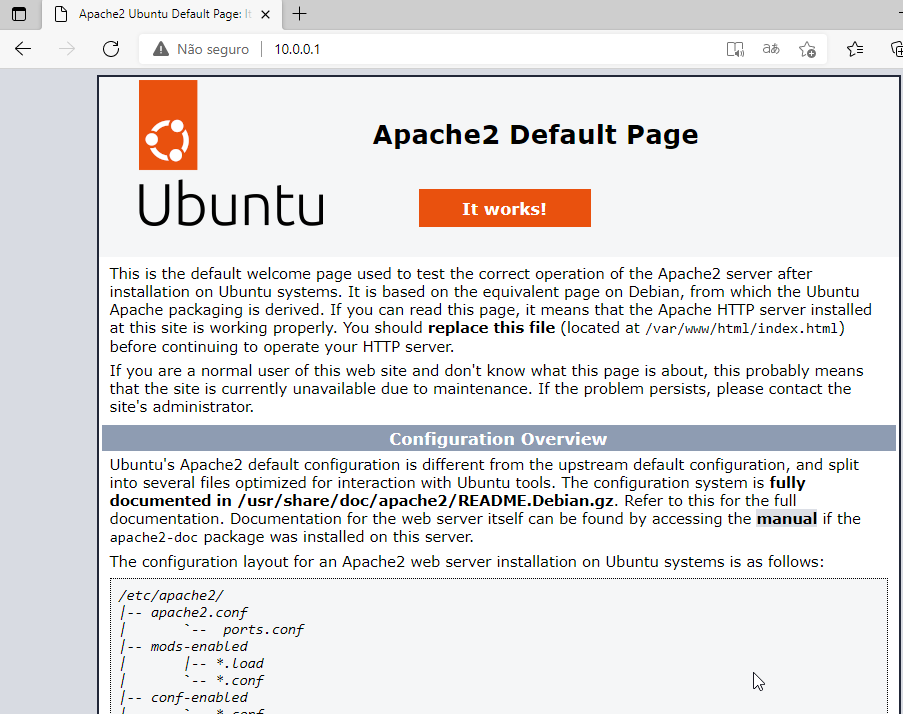 Apache2 Ubuntu Default Page: It
Não seguro 10.0.0.1
Apache2 Default Page
Ubuntu
It works!
This is the default welcome page used to test the correct operation of the Apache2 server after
installation on Ubuntu systems. It is based on the equivalent page on Debian, from which the Ubuntu
Apache packaging is derived. If you can read this page, it means that the Apache HTTP server installed
at this site is working properly. You should replace this file (located at /var/www/html/index.html)
before continuing to operate your HTTP server.
If you are a normal user of this web site and don't know what this page is about, this probably means
that the site is currently unavailable due to maintenance. If the problem persists, please contact the
site's administrator.
Configuration Overview
Ubuntu's Apache2 default configuration is different from the upstream default configuration, and split
into several files optimized for interaction with Ubuntu tools. The configuration system is fully
documented in /usr/share/doc/apache2/README.Debian.gz. Refer to this for the full
documentation. Documentation for the web server itself can be found by accessing the manual if the
apache2-doc package was installed on this server.
The configuration layout for an Apache2 web server installation on Ubuntu systems is as follows:
/etc/apache2/
|-- apache2.conf
|       `--  ports.conf
|-- mods-enabled
|       |-- *.load
|       `-- *.conf
|-- conf-enabled
|       `-- *.conf